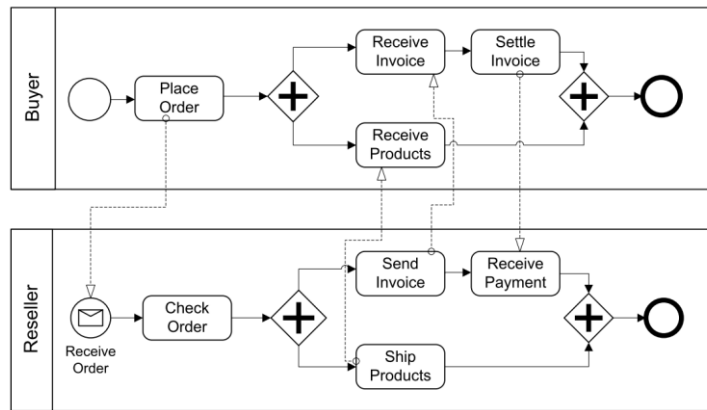 Buyer
Place
Order
Receive
Invoice
Settle
Invoice
Receive
Products
Reseller
Receive
Order
Check
Order
Send
Invoice
Receive
Payment
Ship
Products